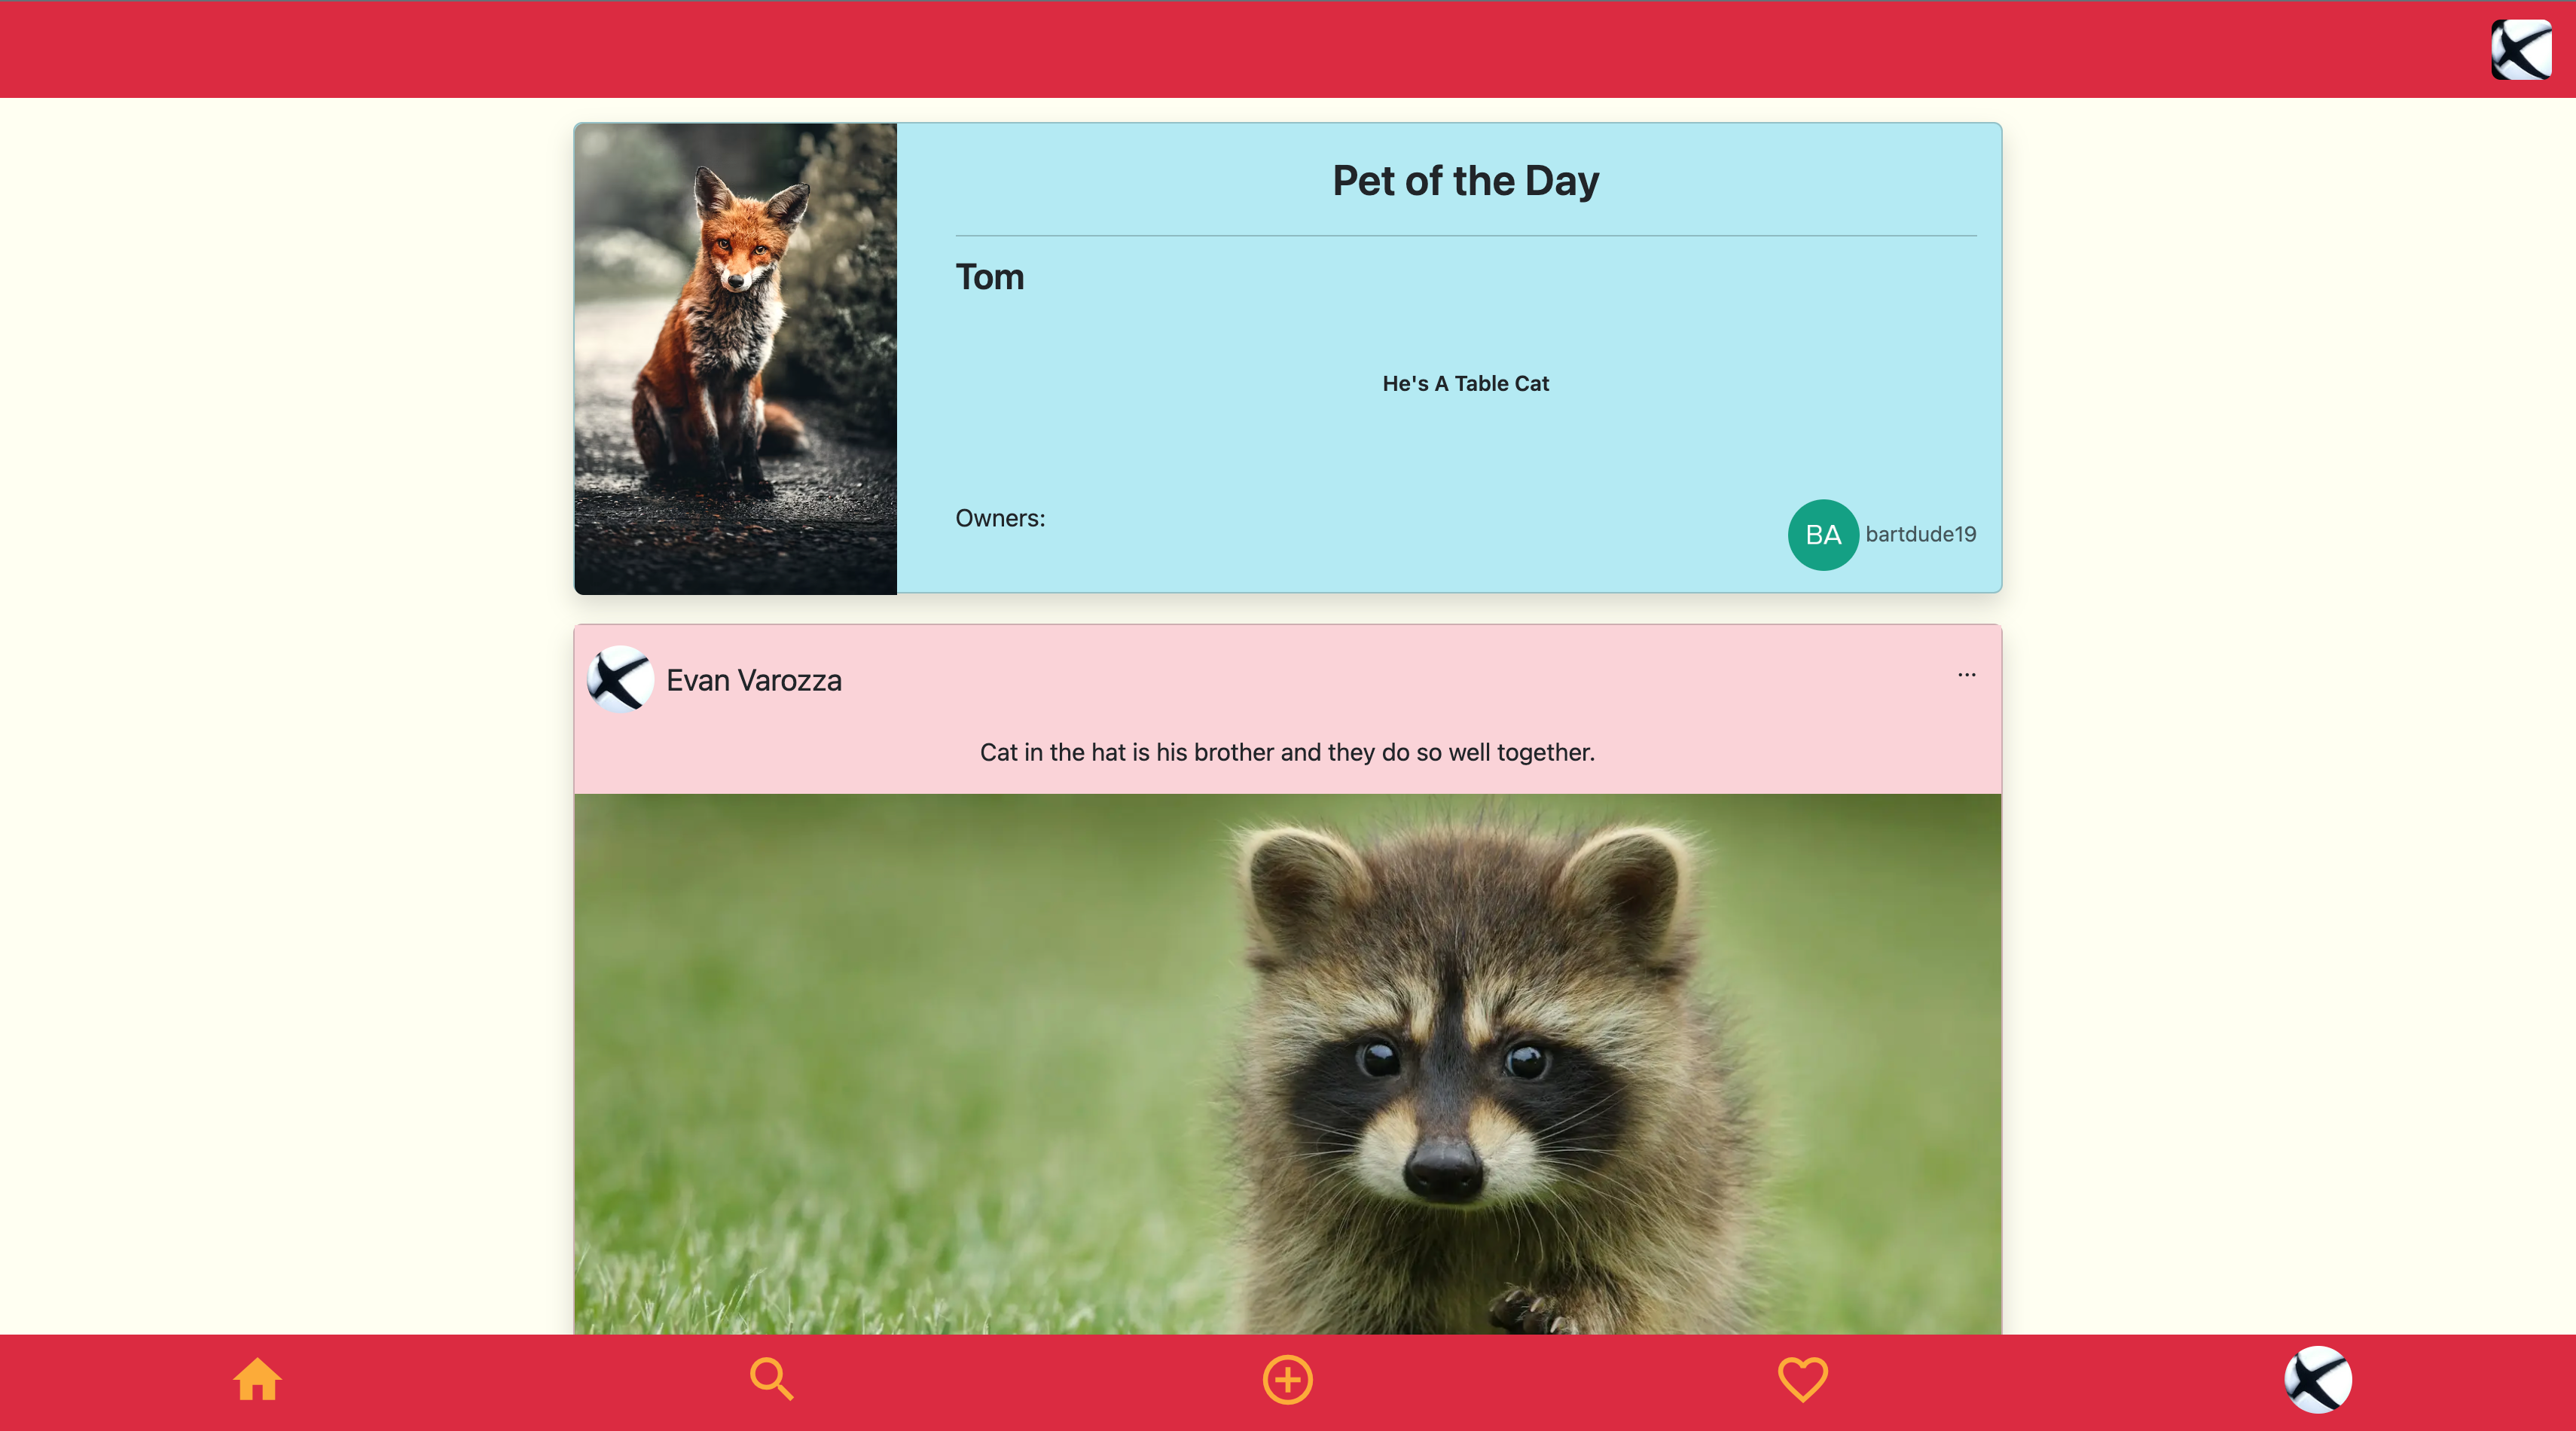 Pet of the Day
Tom
He's A Table Cat
Owners:
BA bartdude19
Evan Varozza
...
Cat in the hat is his brother and they do so well together.